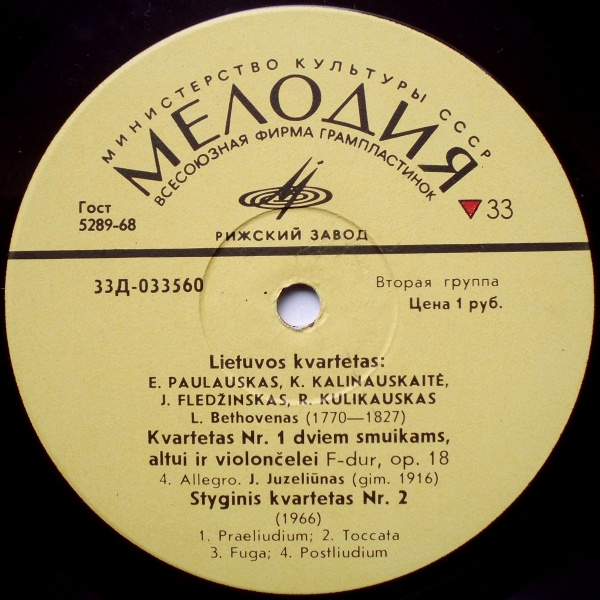 МИНИСТЕРСТВО КУЛЬТУРЫ СССР
МЕЛОДИЯ
ВСЕСОЮЗНАЯ ФИРМА ГРАМПЛАСТИНОК
Гост
5289-68
33
РИЖСКИЙ ЗАВОД
33Д-033560
Вторая группа
Цена 1 руб.
Lietuvos kvartetas:
E. PAULAUSKAS, K. KALINAUSKAITĖ,
J. FLEDŽINSKAS, R. KULIKAUSKAS
L. Bethovenas (1770—1827)
Kvartetas Nr. 1 dviem smuikams,
altui ir violončelei F-dur, op. 18
4. Allegro. J. Juzeliūnas (gim. 1916)
Styginis kvartetas Nr. 2
(1966)
1. Praeliudium; 2. Toccata
3. Fuga; 4. Postliudium